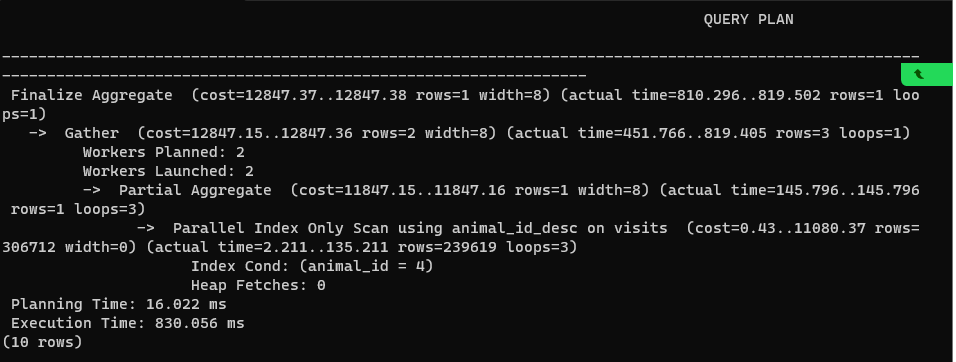 QUERY PLAN
------------------------------------------------------------------------------------------------------
-----------------------------------------------------------------
Finalize Aggregate  (cost=12847.37..12847.38 rows=1 width=8) (actual time=810.296..819.502 rows=1 loo
ps=1)
->  Gather  (cost=12847.15..12847.36 rows=2 width=8) (actual time=451.766..819.405 rows=3 loops=1)
Workers Planned: 2
Workers Launched: 2
->  Partial Aggregate  (cost=11847.15..11847.16 rows=1 width=8) (actual time=145.796..145.796
rows=1 loops=3)
->  Parallel Index Only Scan using animal_id_desc on visits  (cost=0.43..11080.37 rows=
306712 width=0) (actual time=2.211..135.211 rows=239619 loops=3)
Index Cond: (animal_id = 4)
Heap Fetches: 0
Planning Time: 16.022 ms
Execution Time: 830.056 ms
(10 rows)